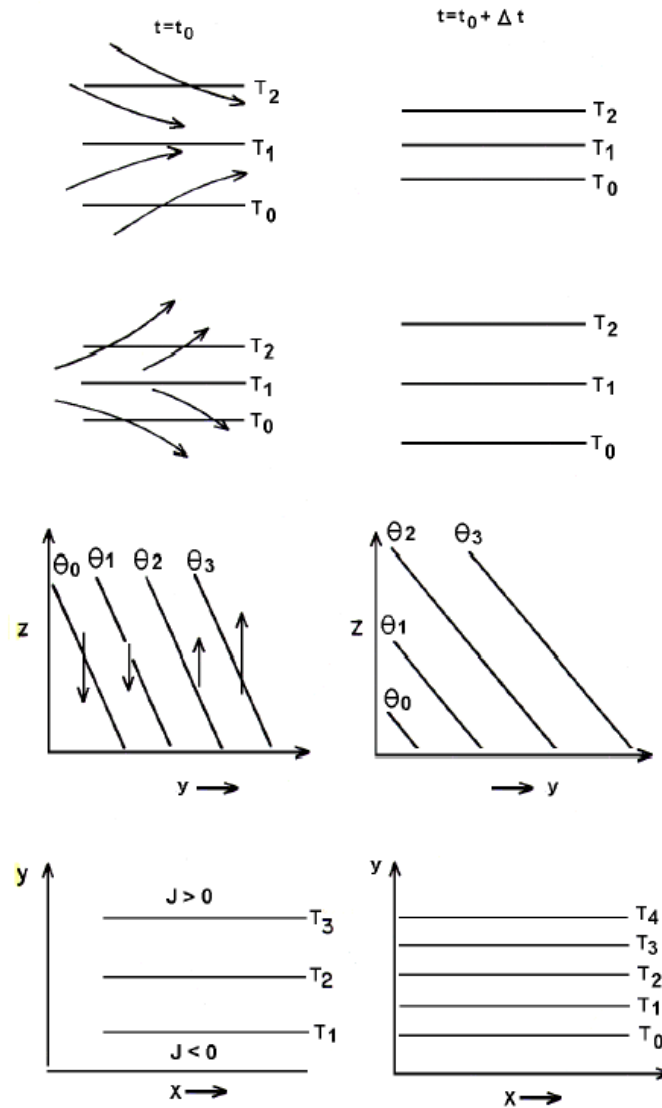 t=t₀
t=t₀ + Δt
T₂
T₁
T₀
T₂
T₁
T₀
T₂
T₁
T₀
T₂
T₁
T₀
θ₀ θ₁ θ₂ θ₃
z
y
θ₂ θ₃
θ₁
θ₀
Z
y
y
J > 0
T₃
T₂
T₁
J < 0
X
y
T₄
T₃
T₂
T₁
T₀
X